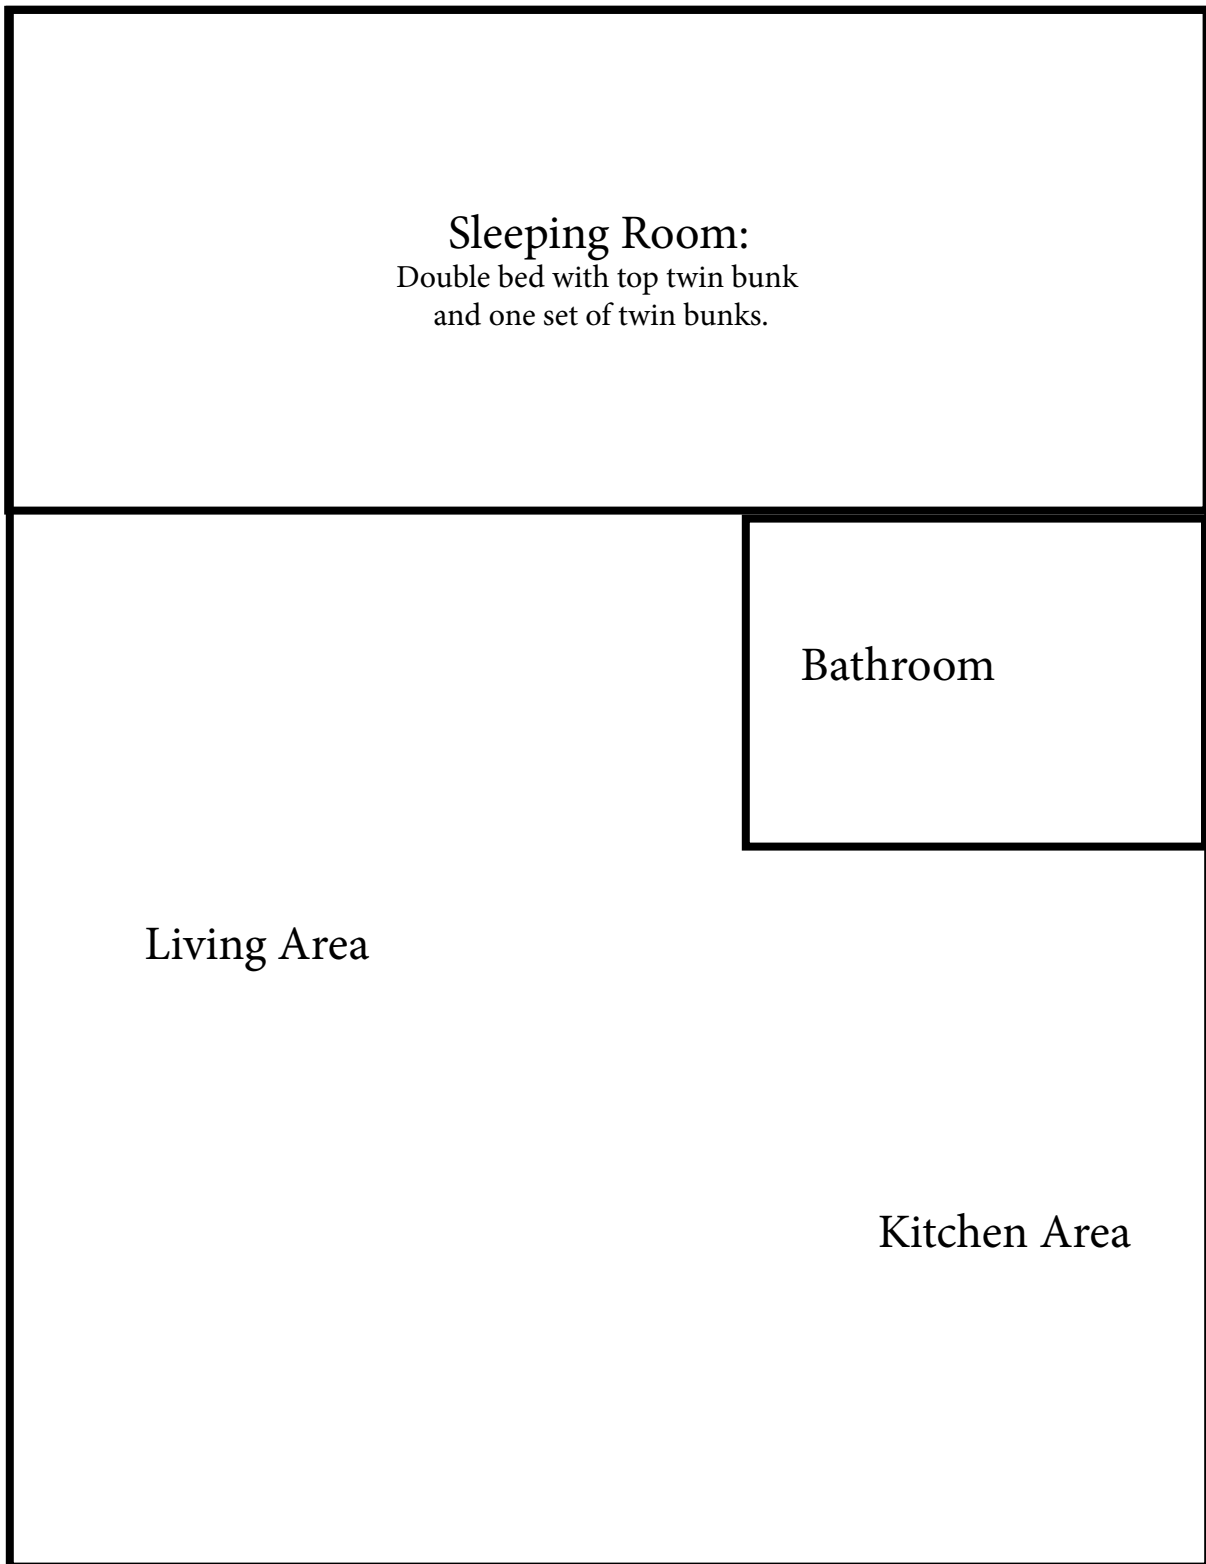 Sleeping Room:
Double bed with top twin bunk
and one set of twin bunks.
Bathroom
Living Area
Kitchen Area